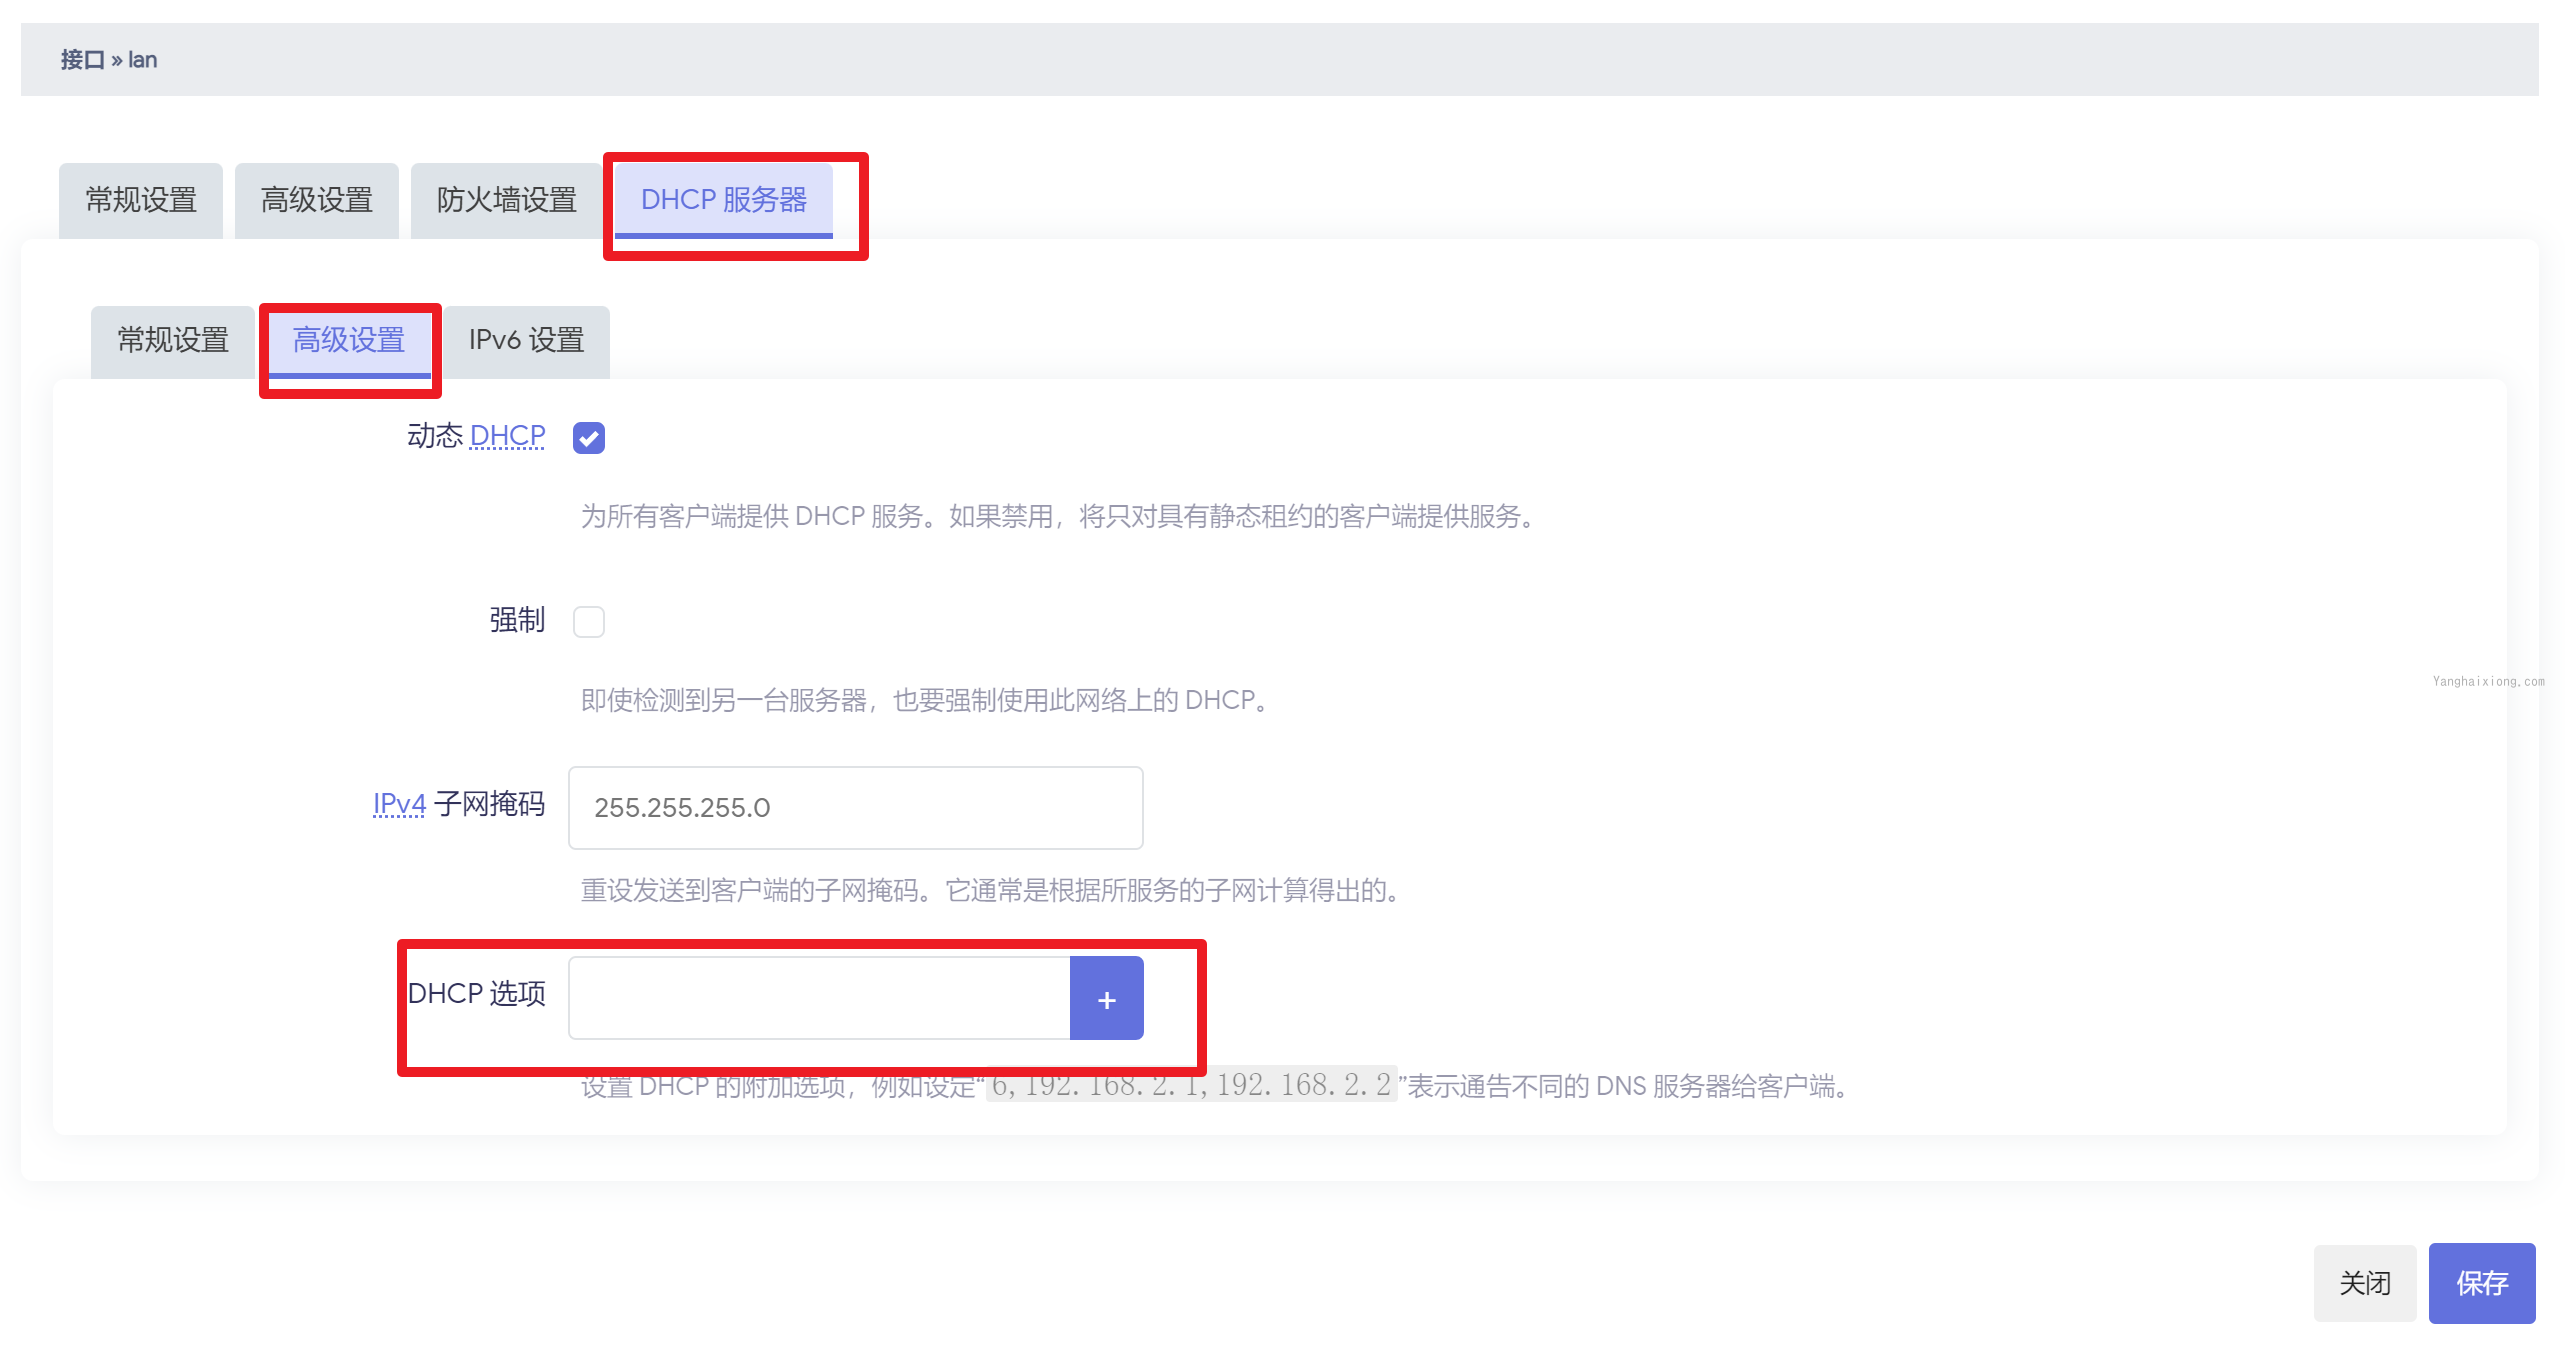 接口 » lan
常规设置 高级设置 防火墙设置 DHCP 服务器
常规设置 高级设置 IPv6 设置
动态 DHCP
为所有客户端提供 DHCP 服务。如果禁用，将只对具有静态租约的客户端提供服务。
强制
即使检测到另一台服务器，也要强制使用此网络上的 DHCP。
Yanghaixiong.com
IPv4 子网掩码 255.255.255.0
重设发送到客户端的子网掩码。它通常是根据所服务的子网计算得出的。
DHCP 选项 +
设置 DHCP 的附加选项，例如设定“6,192.168.2.1,192.168.2.2”表示通告不同的 DNS 服务器给客户端。
关闭 保存